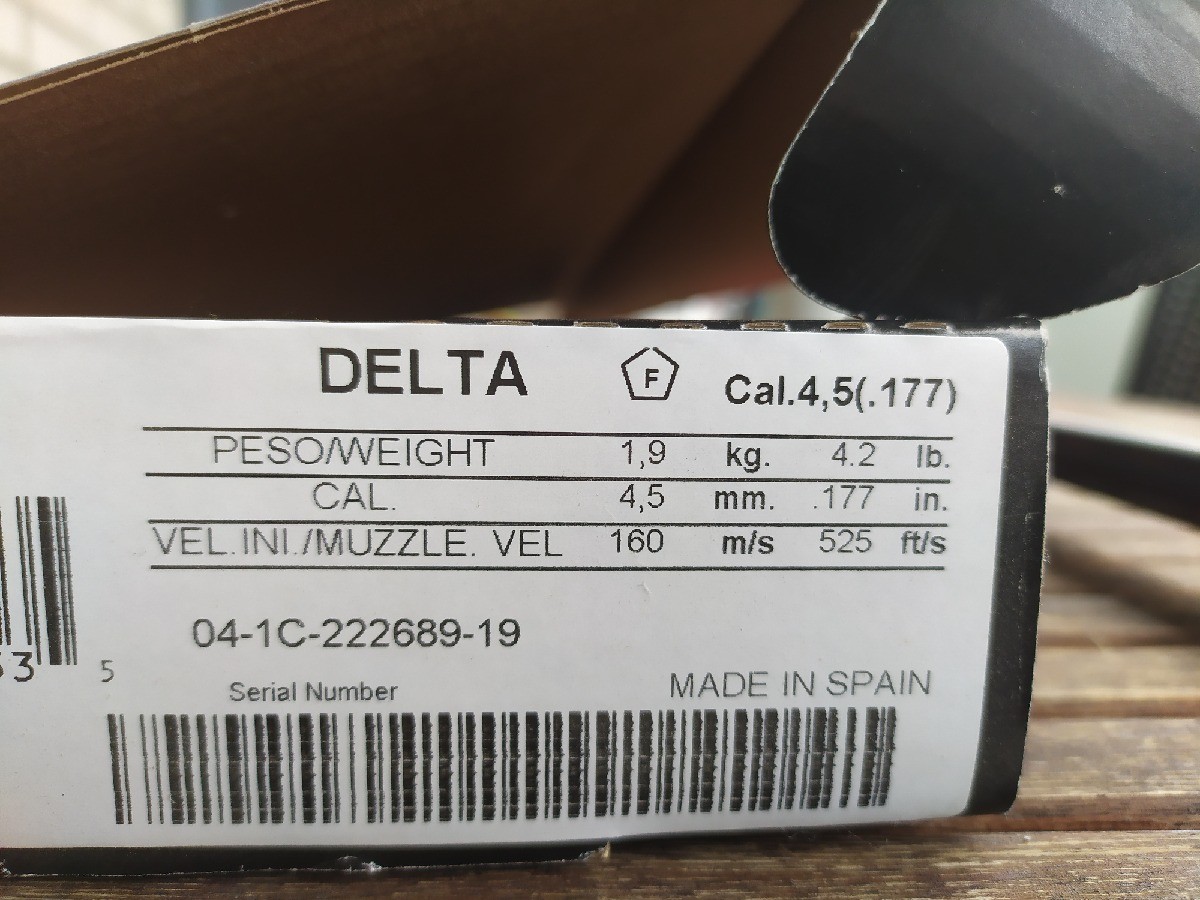 DELTA F Cal.4,5(.177)
PESO/WEIGHT 1,9 kg. 4.2 lb.
CAL. 4,5 mm. .177 in.
VEL.INI./MUZZLE. VEL 160 m/s 525 ft/s
04-1C-222689-19
3 5
Serial Number MADE IN SPAIN